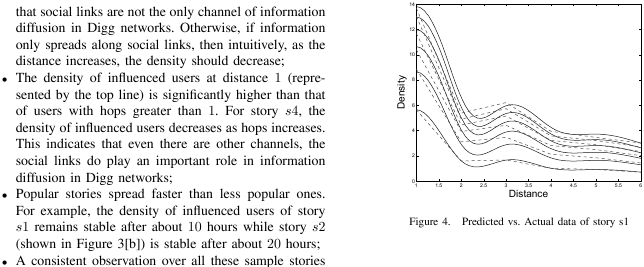 that social links are not the only channel of information
diffusion in Digg networks. Otherwise, if information
only spreads along social links, then intuitively, as the
distance increases, the density should decrease;
• The density of influenced users at distance 1 (repre-
sented by the top line) is significantly higher than that
of users with hops greater than 1. For story s4, the
density of influenced users decreases as hops increases.
This indicates that even there are other channels, the
social links do play an important role in information
diffusion in Digg networks;
• Popular stories spread faster than less popular ones.
For example, the density of influenced users of story
s1 remains stable after about 10 hours while story s2
(shown in Figure 3[b]) is stable after about 20 hours;
• A consistent observation over all these sample stories
14
12
10
8
6
4
2
0
Density
1 1.5 2 2.5 3 3.5 4 4.5 5 5.5 6
Distance
Figure 4. Predicted vs. Actual data of story s1